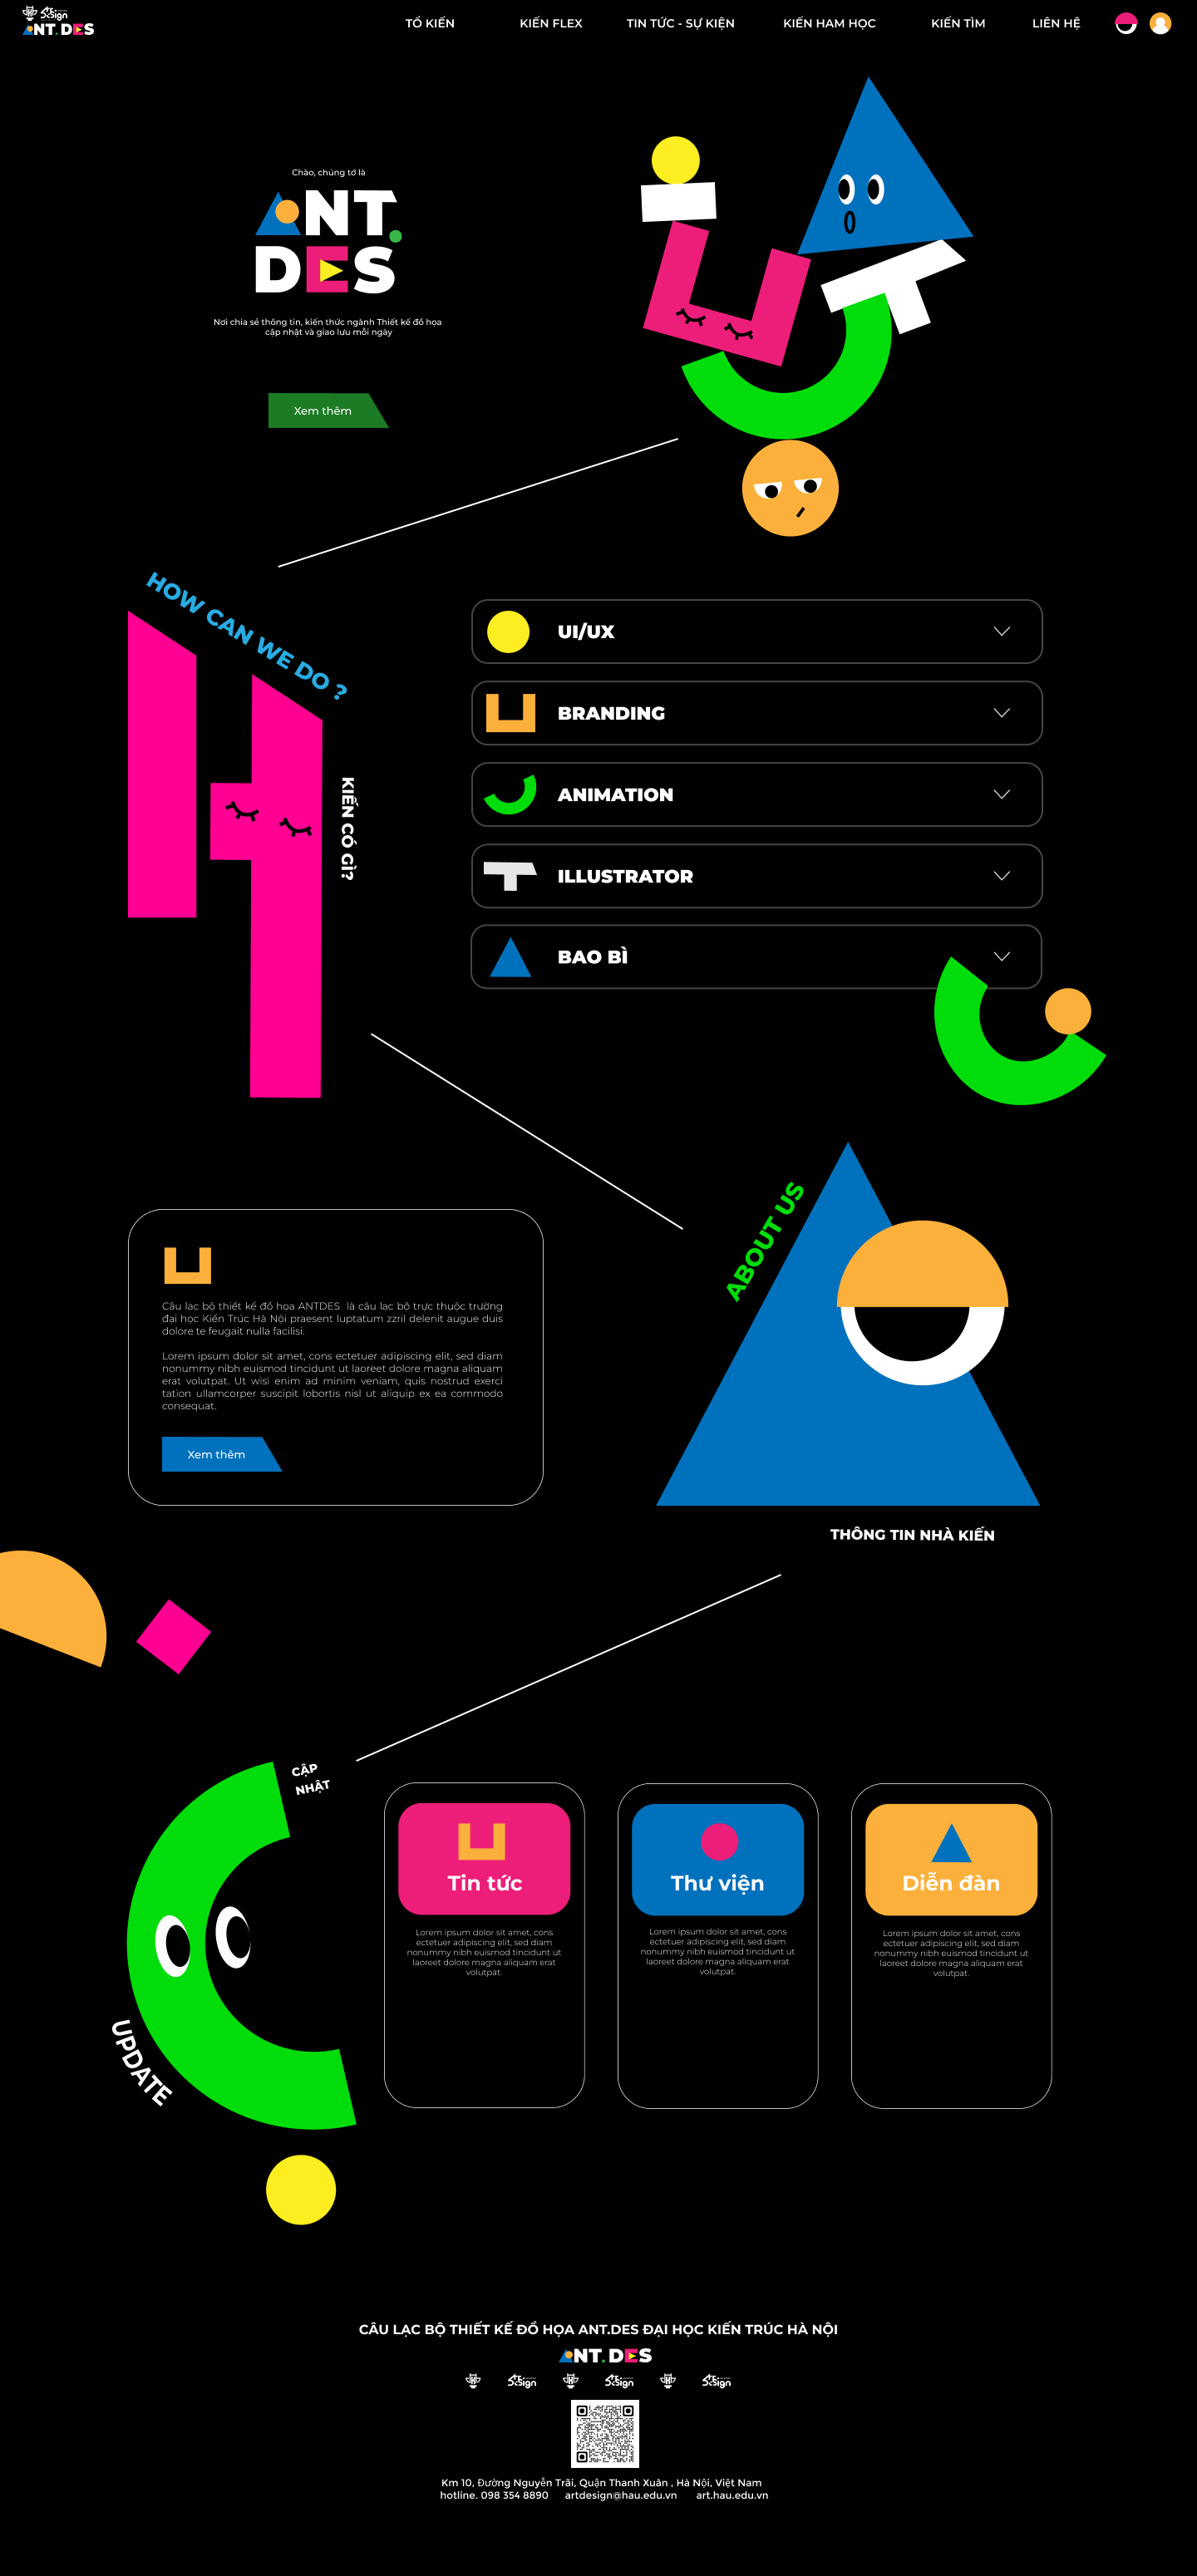 Design
ANT.DES
TỔ KIẾN
KIẾN FLEX
TIN TỨC - SỰ KIỆN
KIẾN HAM HỌC
KIẾN TÌM
LIÊN HỆ
Chào, chúng tớ là
ANT.
DES
Nơi chia sẻ thông tin, kiến thức ngành Thiết kế đồ họa
cập nhật và giao lưu mỗi ngày
Xem thêm
HOW CAN WE DO ?
KIẾN CÓ GÌ?
UI/UX
BRANDING
ANIMATION
ILLUSTRATOR
BAO BÌ
ABOUT US
Câu lac bộ thiết kế đồ hoa ANTDES là câu lac bộ trực thuộc trường
đại học Kiến Trúc Hà Nội praesent luptatum zzril delenit augue duis
dolore te feugait nulla facilisi.
Lorem ipsum dolor sit amet, cons ectetuer adipiscing elit, sed diam
nonummy nibh euismod tincidunt ut laoreet dolore magna aliquam
erat volutpat. Ut wisi enim ad minim veniam, quis nostrud exerci
tation ullamcorper suscipit lobortis nisl ut aliquip ex ea commodo
consequat.
Xem thêm
THÔNG TIN NHÀ KIẾN
CẬP
NHẬT
UPDATE
Tin tức
Lorem ipsum dolor sit amet, cons
ectetuer adipiscing elit, sed diam
nonummy nibh euismod tincidunt ut
laoreet dolore magna aliquam erat
volutpat.
Thư viện
Lorem ipsum dolor sit amet, cons
ectetuer adipiscing elit, sed diam
nonummy nibh euismod tincidunt ut
laoreet dolore magna aliquam erat
volutpat.
Diễn đàn
Lorem ipsum dolor sit amet, cons
ectetuer adipiscing elit, sed diam
nonummy nibh euismod tincidunt ut
laoreet dolore magna aliquam erat
volutpat.
CÂU LẠC BỘ THIẾT KẾ ĐỒ HỌA ANT.DES ĐẠI HỌC KIẾN TRÚC HÀ NỘI
ANT.DES
Design Design Design
Km 10, Đường Nguyễn Trãi, Quận Thanh Xuân , Hà Nội, Việt Nam
hotline. 098 354 8890 artdesign@hau.edu.vn art.hau.edu.vn